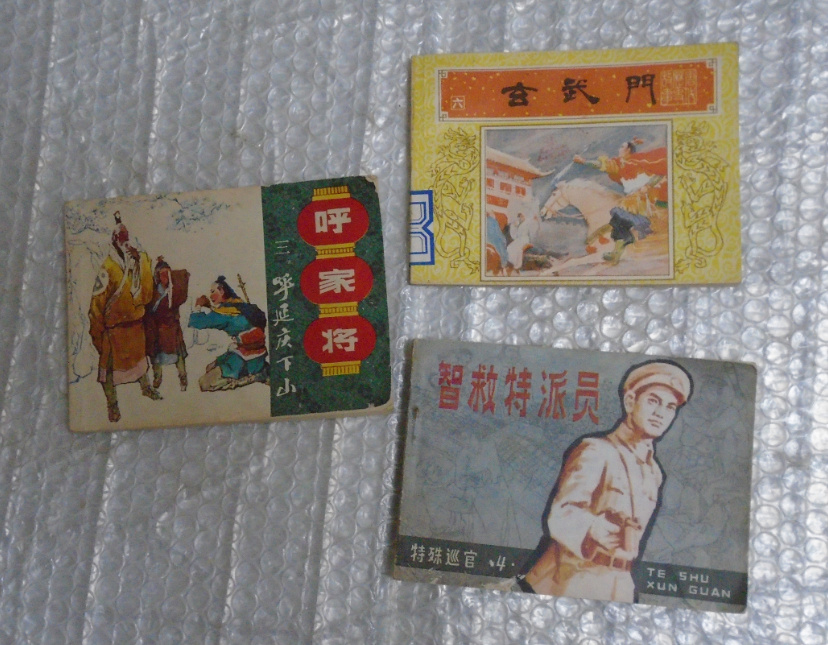 六
玄武門
呼家将
三、呼延庆下山
智救特派员
特殊巡官 ·4·
TE SHU
XUN GUAN